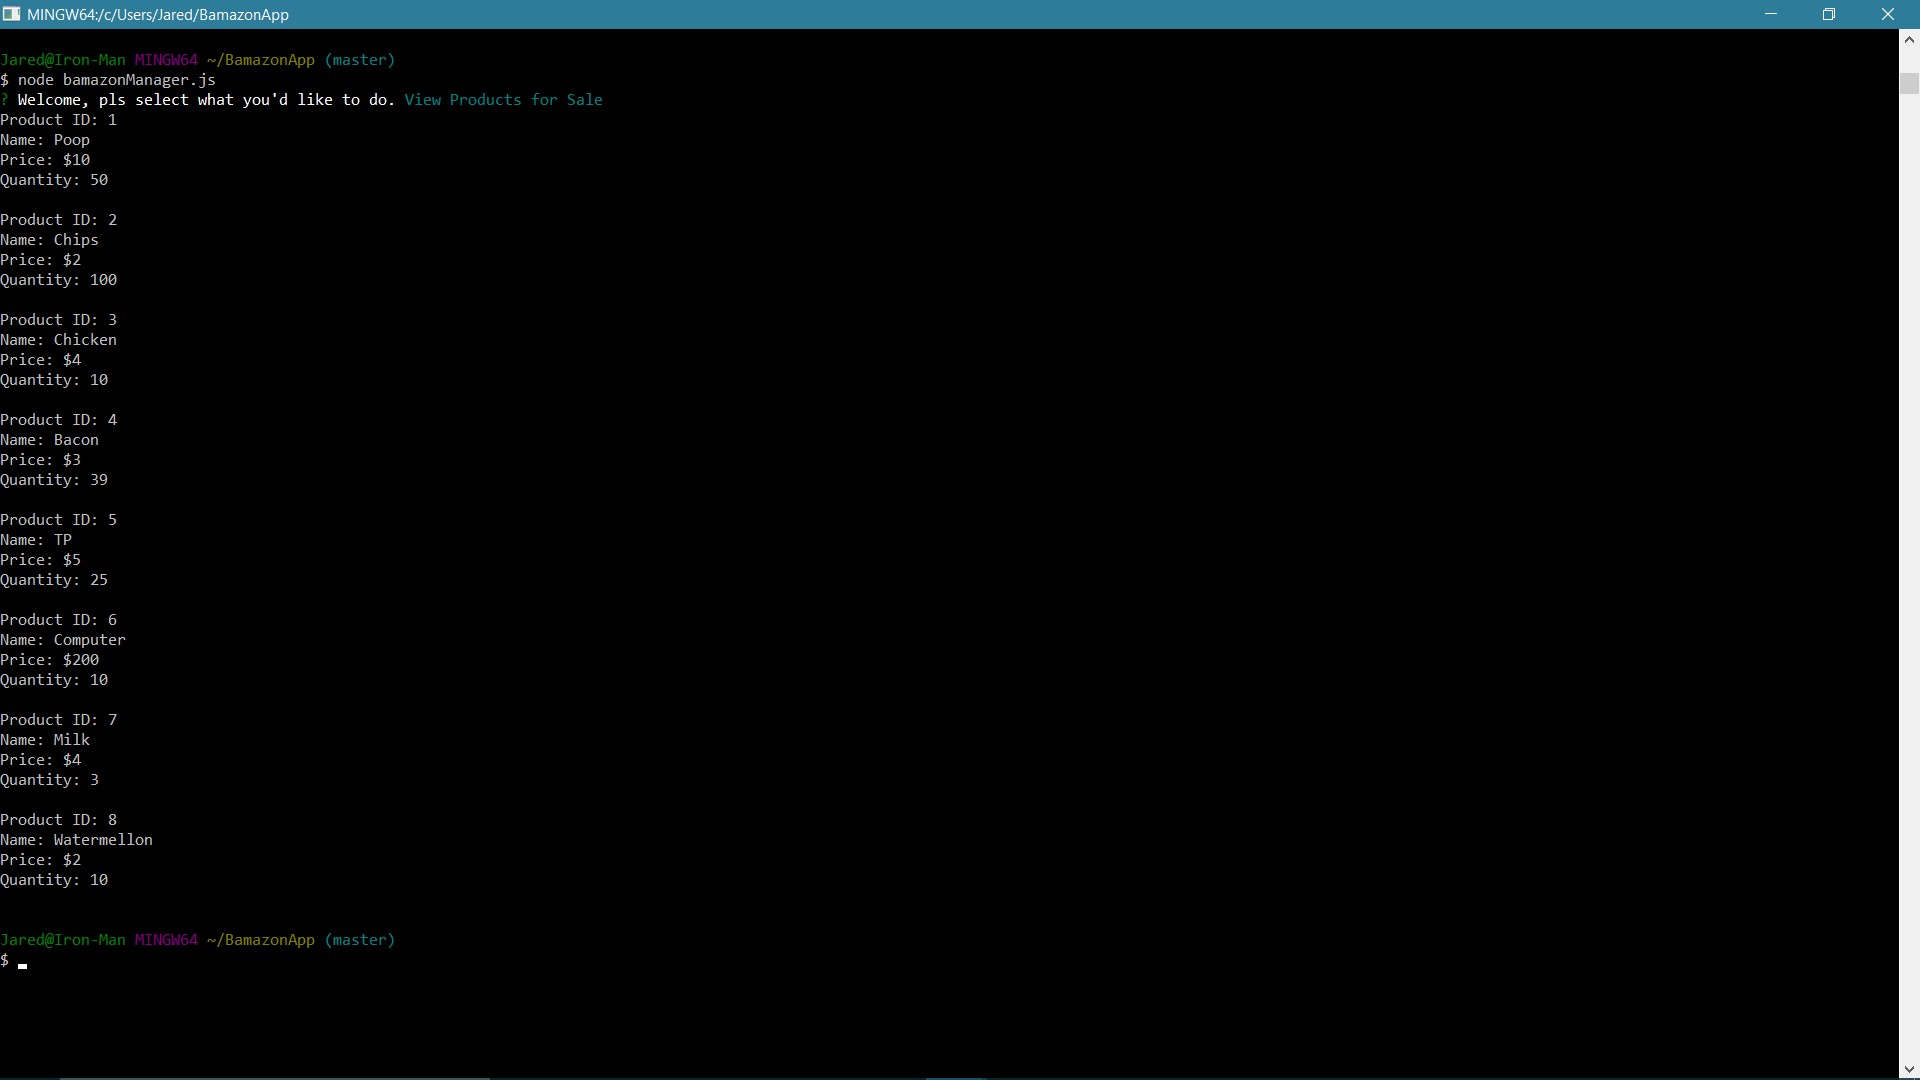 MINGW64:/c/Users/Jared/BamazonApp
Jared@Iron-Man MINGW64 ~/BamazonApp (master)
$ node bamazonManager.js
? Welcome, pls select what you'd like to do. View Products for Sale
Product ID: 1
Name: Poop
Price: $10
Quantity: 50
Product ID: 2
Name: Chips
Price: $2
Quantity: 100
Product ID: 3
Name: Chicken
Price: $4
Quantity: 10
Product ID: 4
Name: Bacon
Price: $3
Quantity: 39
Product ID: 5
Name: TP
Price: $5
Quantity: 25
Product ID: 6
Name: Computer
Price: $200
Quantity: 10
Product ID: 7
Name: Milk
Price: $4
Quantity: 3
Product ID: 8
Name: Watermellon
Price: $2
Quantity: 10
Jared@Iron-Man MINGW64 ~/BamazonApp (master)
$